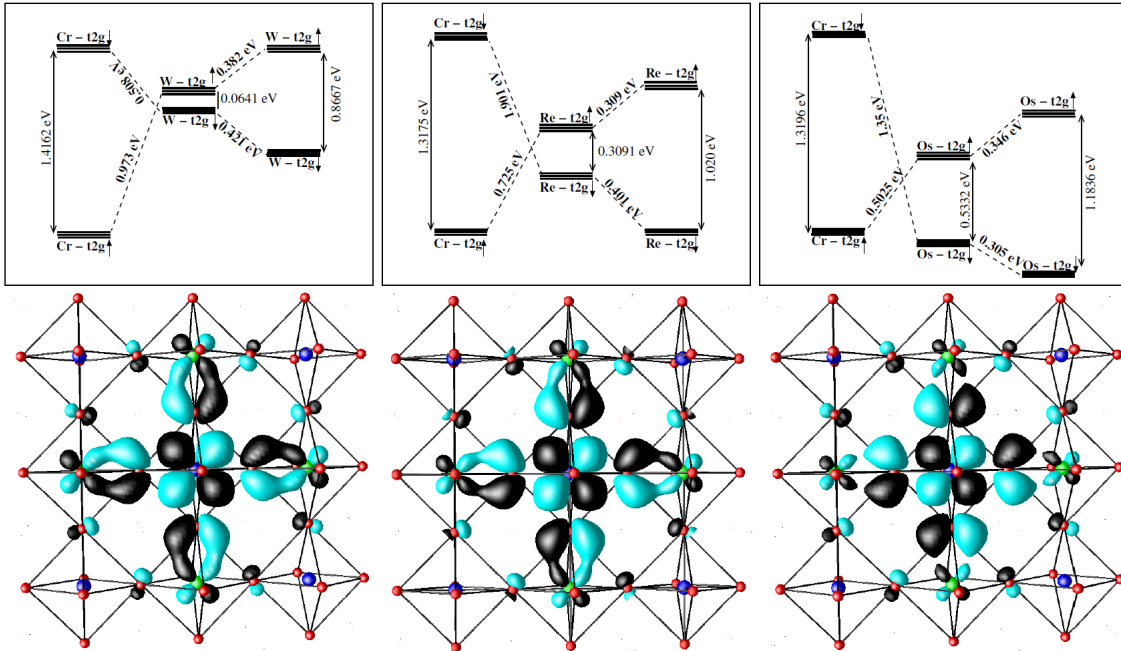 Cr – t2g
W – t2g
0.382 eV
0.508 eV
W – t2g
0.0641 eV
W – t2g
0.421 eV
W – t2g
0.8667 eV
1.4162 eV
0.973 eV
Cr – t2g
Cr – t2g
1.901 eV
Re – t2g
0.309 eV
Re – t2g
0.3091 eV
1.3175 eV
0.725 eV
Re – t2g
0.401 eV
1.020 eV
Cr – t2g
Re – t2g
Cr – t2g
1.35 eV
Os – t2g
0.346 eV
Os – t2g
1.3196 eV
0.5025 eV
0.5332 eV
1.1836 eV
Cr – t2g
Os – t2g
0.305 eV
Os – t2g